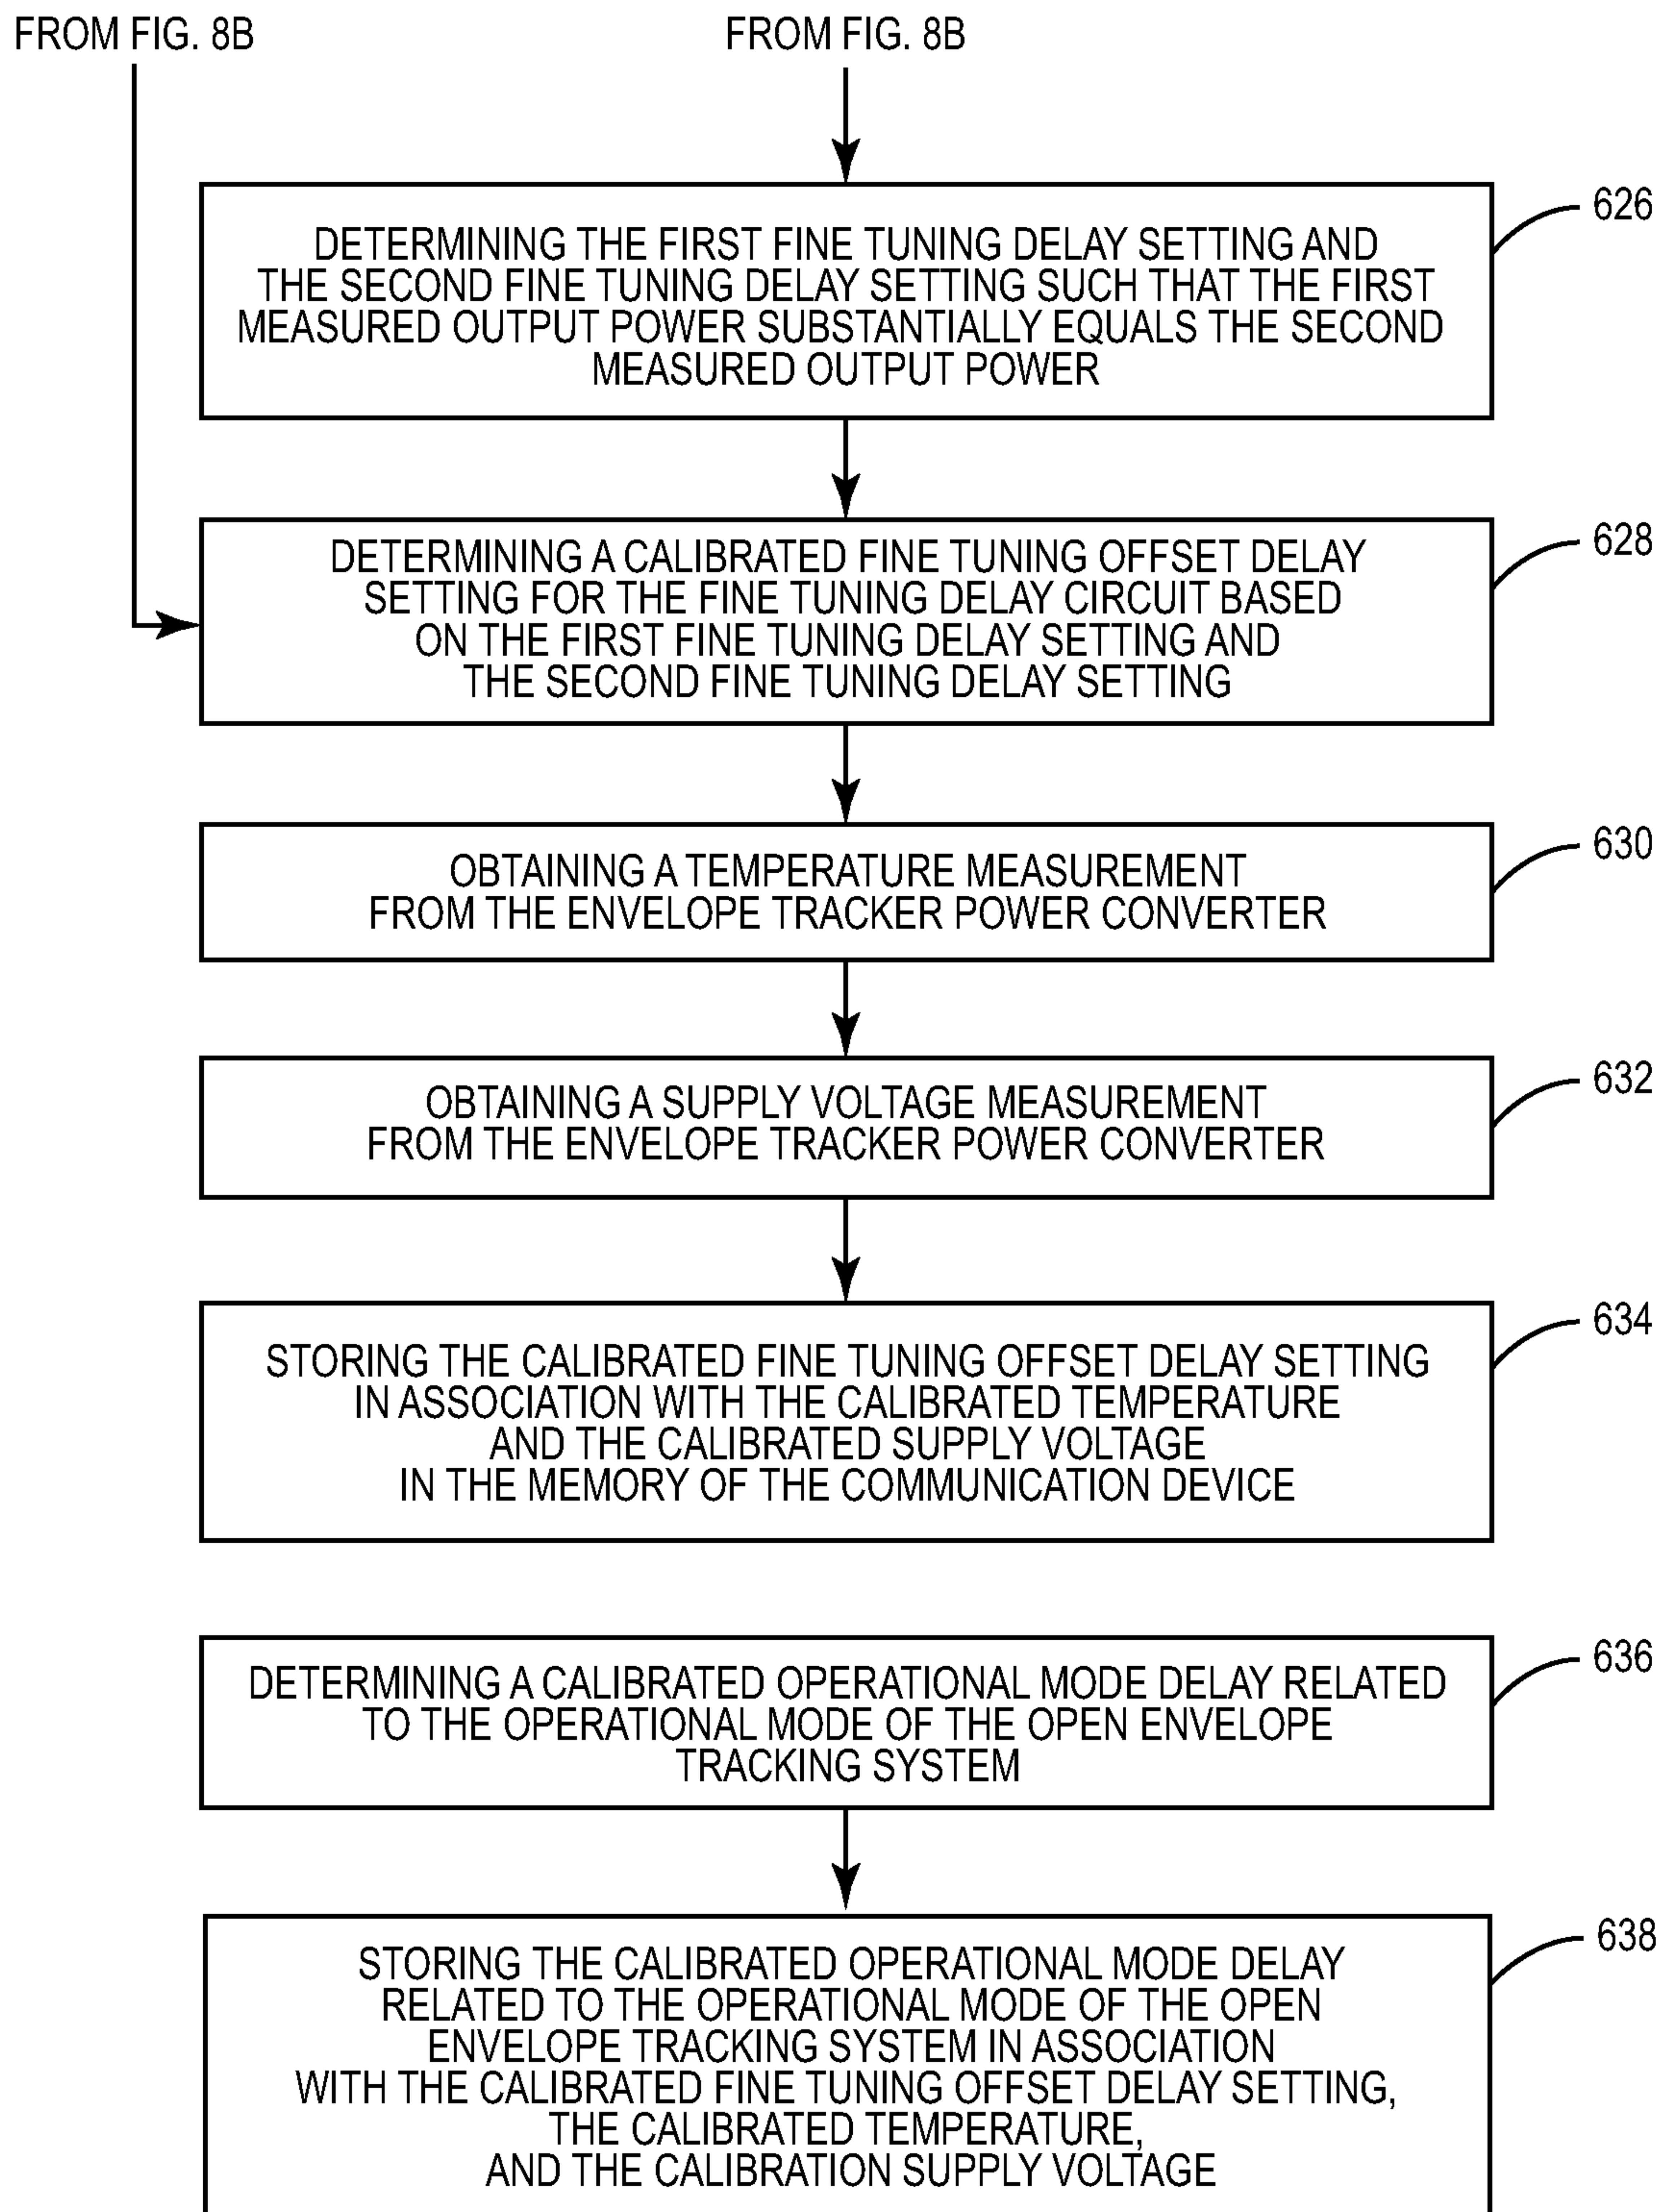 FROM FIG. 8B
FROM FIG. 8B
626
DETERMINING THE FIRST FINE TUNING DELAY SETTING AND
THE SECOND FINE TUNING DELAY SETTING SUCH THAT THE FIRST
MEASURED OUTPUT POWER SUBSTANTIALLY EQUALS THE SECOND
MEASURED OUTPUT POWER
628
DETERMINING A CALIBRATED FINE TUNING OFFSET DELAY
SETTING FOR THE FINE TUNING DELAY CIRCUIT BASED
ON THE FIRST FINE TUNING DELAY SETTING AND
THE SECOND FINE TUNING DELAY SETTING
630
OBTAINING A TEMPERATURE MEASUREMENT
FROM THE ENVELOPE TRACKER POWER CONVERTER
632
OBTAINING A SUPPLY VOLTAGE MEASUREMENT
FROM THE ENVELOPE TRACKER POWER CONVERTER
634
STORING THE CALIBRATED FINE TUNING OFFSET DELAY SETTING
IN ASSOCIATION WITH THE CALIBRATED TEMPERATURE
AND THE CALIBRATED SUPPLY VOLTAGE
IN THE MEMORY OF THE COMMUNICATION DEVICE
636
DETERMINING A CALIBRATED OPERATIONAL MODE DELAY RELATED
TO THE OPERATIONAL MODE OF THE OPEN ENVELOPE
TRACKING SYSTEM
638
STORING THE CALIBRATED OPERATIONAL MODE DELAY
RELATED TO THE OPERATIONAL MODE OF THE OPEN
ENVELOPE TRACKING SYSTEM IN ASSOCIATION
WITH THE CALIBRATED FINE TUNING OFFSET DELAY SETTING,
THE CALIBRATED TEMPERATURE,
AND THE CALIBRATION SUPPLY VOLTAGE